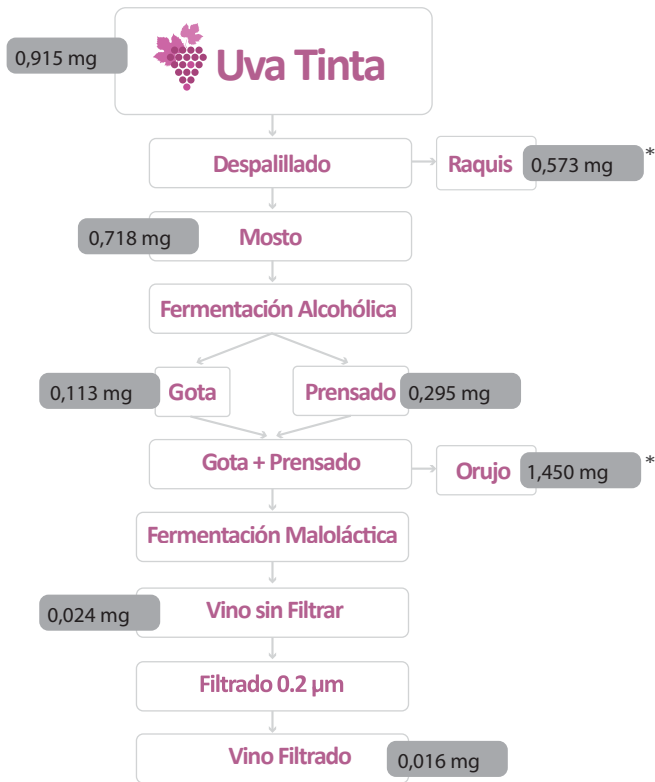 0,915 mg
Uva Tinta
Despalillado
Raquis
0,573 mg *
0,718 mg
Mosto
Fermentación Alcohólica
0,113 mg
Gota
Prensado
0,295 mg
Gota + Prensado
Orujo
1,450 mg *
Fermentación Maloláctica
0,024 mg
Vino sin Filtrar
Filtrado 0.2 µm
Vino Filtrado
0,016 mg